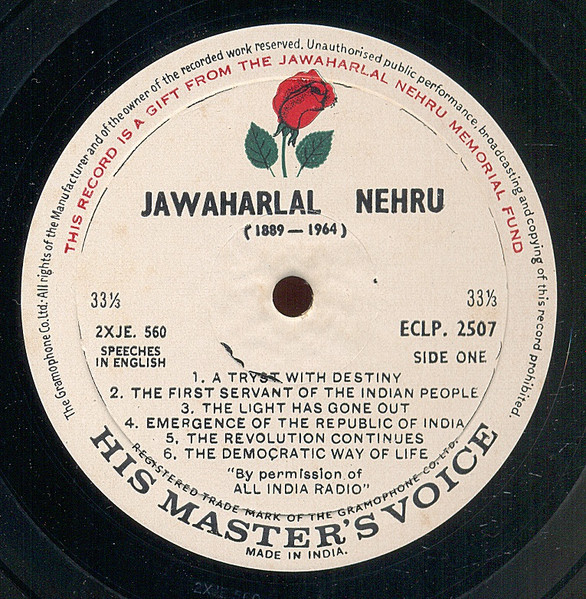 The Gramophone Co. Ltd. All rights of the Manufacturer and of the owner of the recorded work reserved. Unauthorised public performance, broadcasting and copying of this record prohibited.
THIS RECORD IS A GIFT FROM THE JAWAHARLAL NEHRU MEMORIAL FUND
JAWAHARLAL NEHRU
(1889 — 1964)
33⅓ 33⅓
2XJE. 560 ECLP. 2507
SPEECHES
IN ENGLISH
SIDE ONE
1. A TRYST WITH DESTINY
2. THE FIRST SERVANT OF THE INDIAN PEOPLE
3. THE LIGHT HAS GONE OUT
4. EMERGENCE OF THE REPUBLIC OF INDIA
5. THE REVOLUTION CONTINUES
6. THE DEMOCRATIC WAY OF LIFE
"By permission of
ALL INDIA RADIO"
REGISTERED TRADE MARK OF THE GRAMOPHONE CO. LTD.
HIS MASTER'S VOICE
MADE IN INDIA.